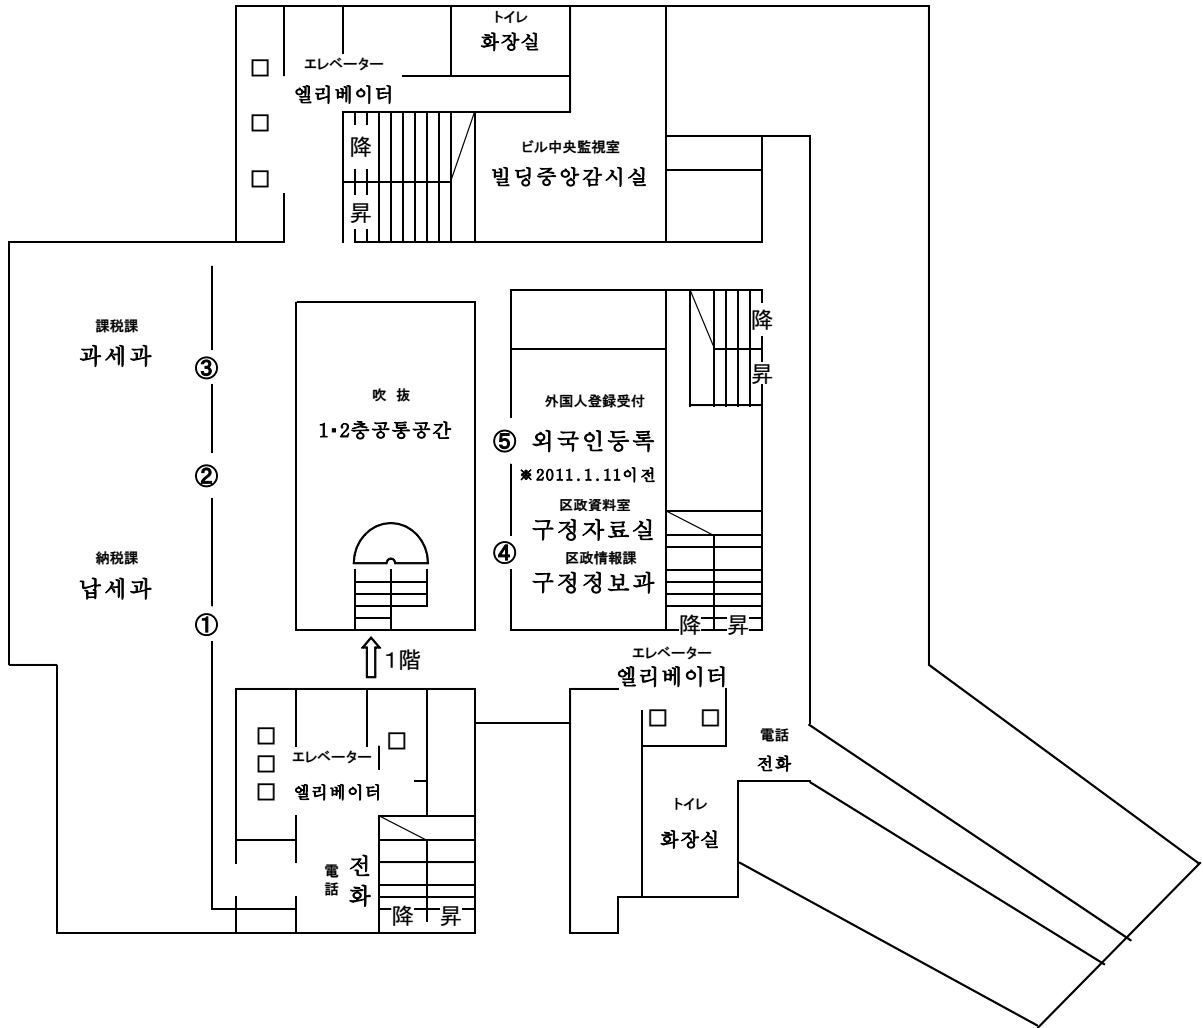 トイレ
화장실
エレベーター
엘리베이터
降
昇
ビル中央監視室
빌딩중앙감시실
課税課
과세과
③
②
納税課
납세과
①
吹 抜
1・2층공통공간
1階
降
昇
外国人登録受付
⑤ 외국인등록
※2011.1.11이전
区政資料室
구정자료실
④
区政情報課
구정정보과
降 昇
エレベーター
엘리베이터
電話
전화
トイレ
화장실
エレベーター
엘리베이터
電話
전화
降 昇